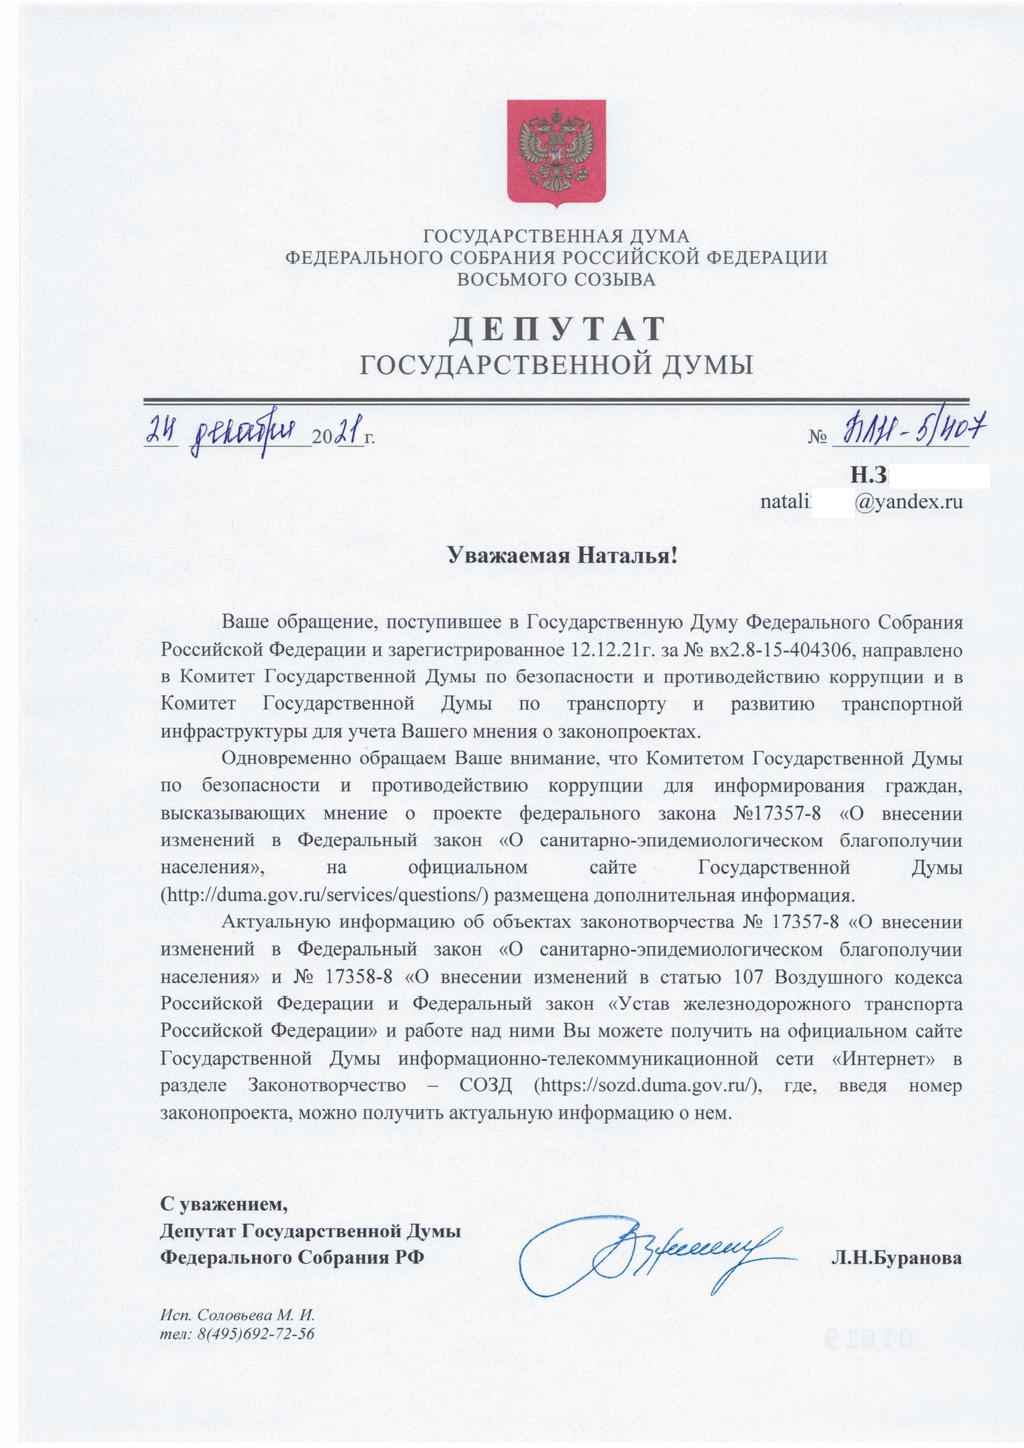 ГОСУДАРСТВЕННАЯ ДУМА
ФЕДЕРАЛЬНОГО СОБРАНИЯ РОССИЙСКОЙ ФЕДЕРАЦИИ
ВОСЬМОГО СОЗЫВА
ДЕПУТАТ
ГОСУДАРСТВЕННОЙ ДУМЫ
24 декабря 2021 г.
№ БЛН-5/407
Н.З
natali @yandex.ru
Уважаемая Наталья!
Ваше обращение, поступившее в Государственную Думу Федерального Собрания
Российской Федерации и зарегистрированное 12.12.21г. за № вх2.8-15-404306, направлено
в Комитет Государственной Думы по безопасности и противодействию коррупции и в
Комитет Государственной Думы по транспорту и развитию транспортной
инфраструктуры для учета Вашего мнения о законопроектах.
Одновременно обращаем Ваше внимание, что Комитетом Государственной Думы
по безопасности и противодействию коррупции для информирования граждан,
высказывающих мнение о проекте федерального закона №17357-8 «О внесении
изменений в Федеральный закон «О санитарно-эпидемиологическом благополучии
населения», на официальном сайте Государственной Думы
(http://duma.gov.ru/services/questions/) размещена дополнительная информация.
Актуальную информацию об объектах законотворчества № 17357-8 «О внесении
изменений в Федеральный закон «О санитарно-эпидемиологическом благополучии
населения» и № 17358-8 «О внесении изменений в статью 107 Воздушного кодекса
Российской Федерации и Федеральный закон «Устав железнодорожного транспорта
Российской Федерации» и работе над ними Вы можете получить на официальном сайте
Государственной Думы информационно-телекоммуникационной сети «Интернет» в
разделе Законотворчество – СОЗД (https://sozd.duma.gov.ru/), где, введя номер
законопроекта, можно получить актуальную информацию о нем.
С уважением,
Депутат Государственной Думы
Федерального Собрания РФ
Л.Н.Буранова
Исп. Соловьева М. И.
тел: 8(495)692-72-56